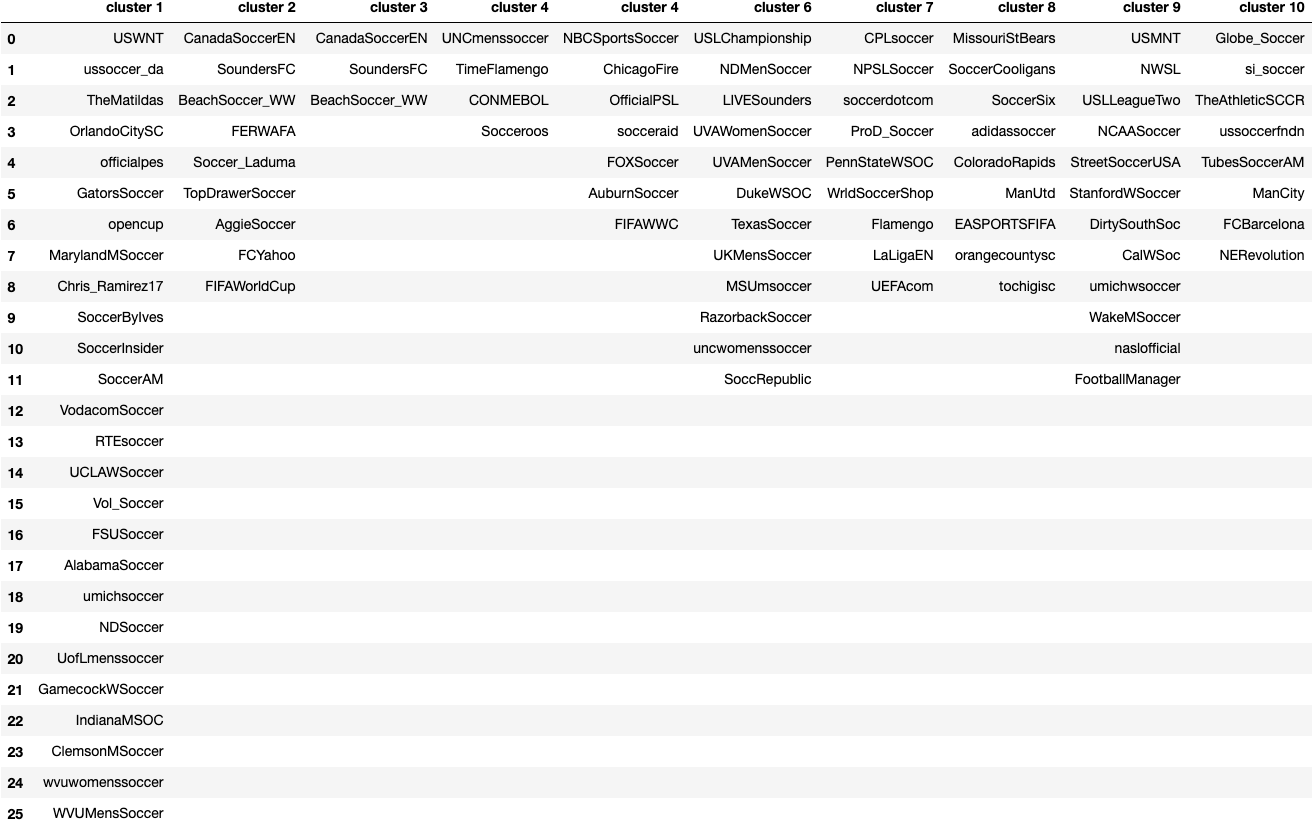 cluster 1 cluster 2 cluster 3 cluster 4 cluster 4 cluster 6 cluster 7 cluster 8 cluster 9 cluster 10
0 USWNT CanadaSoccerEN CanadaSoccerEN UNCmenssoccer NBCSportsSoccer USLChampionship CPLsoccer MissouriStBears USMNT Globe_Soccer
1 ussoccer_da SoundersFC SoundersFC TimeFlamengo ChicagoFire NDMenSoccer NPSLSoccer SoccerCooligans NWSL si_soccer
2 TheMatildas BeachSoccer_WW BeachSoccer_WW CONMEBOL OfficialPSL LIVESounders soccerdotcom SoccerSix USLLeagueTwo TheAthleticSCCR
3 OrlandoCitySC FERWAFA Socceroos socceraid UVAWomenSoccer ProD_Soccer adidassoccer NCAASoccer ussoccerfndn
4 officialpes Soccer_Laduma FOXSoccer UVAMenSoccer PennStateWSOC ColoradoRapids StreetSoccerUSA TubesSoccerAM
5 GatorsSoccer TopDrawerSoccer AuburnSoccer DukeWSOC WrldSoccerShop ManUtd StanfordWSoccer ManCity
6 opencup AggieSoccer FIFAWWC TexasSoccer Flamengo EASPORTSFIFA DirtySouthSoc FCBarcelona
7 MarylandMSoccer FCYahoo UKMensSoccer LaLigaEN orangecountysc CalWSoc NERevolution
8 Chris_Ramirez17 FIFAWorldCup MSUmsoccer UEFAcom tochigisc umichwsoccer
9 SoccerByIves RazorbackSoccer WakeMSoccer
10 SoccerInsider uncwomenssoccer naslofficial
11 SoccerAM SoccRepublic FootballManager
12 VodacomSoccer
13 RTEsoccer
14 UCLAWSoccer
15 Vol_Soccer
16 FSUSoccer
17 AlabamaSoccer
18 umichsoccer
19 NDSoccer
20 UofLmenssoccer
21 GamecockWSoccer
22 IndianaMSOC
23 ClemsonMSoccer
24 wvuwomenssoccer
25 WVUMensSoccer